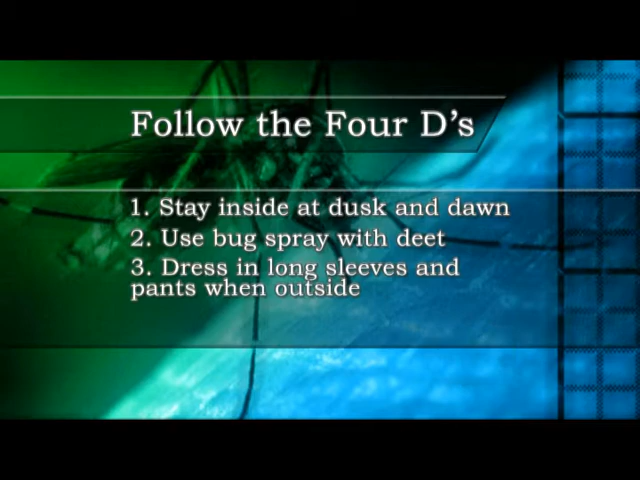 Follow the Four D's
1. Stay inside at dusk and dawn
2. Use bug spray with deet
3. Dress in long sleeves and
pants when outside